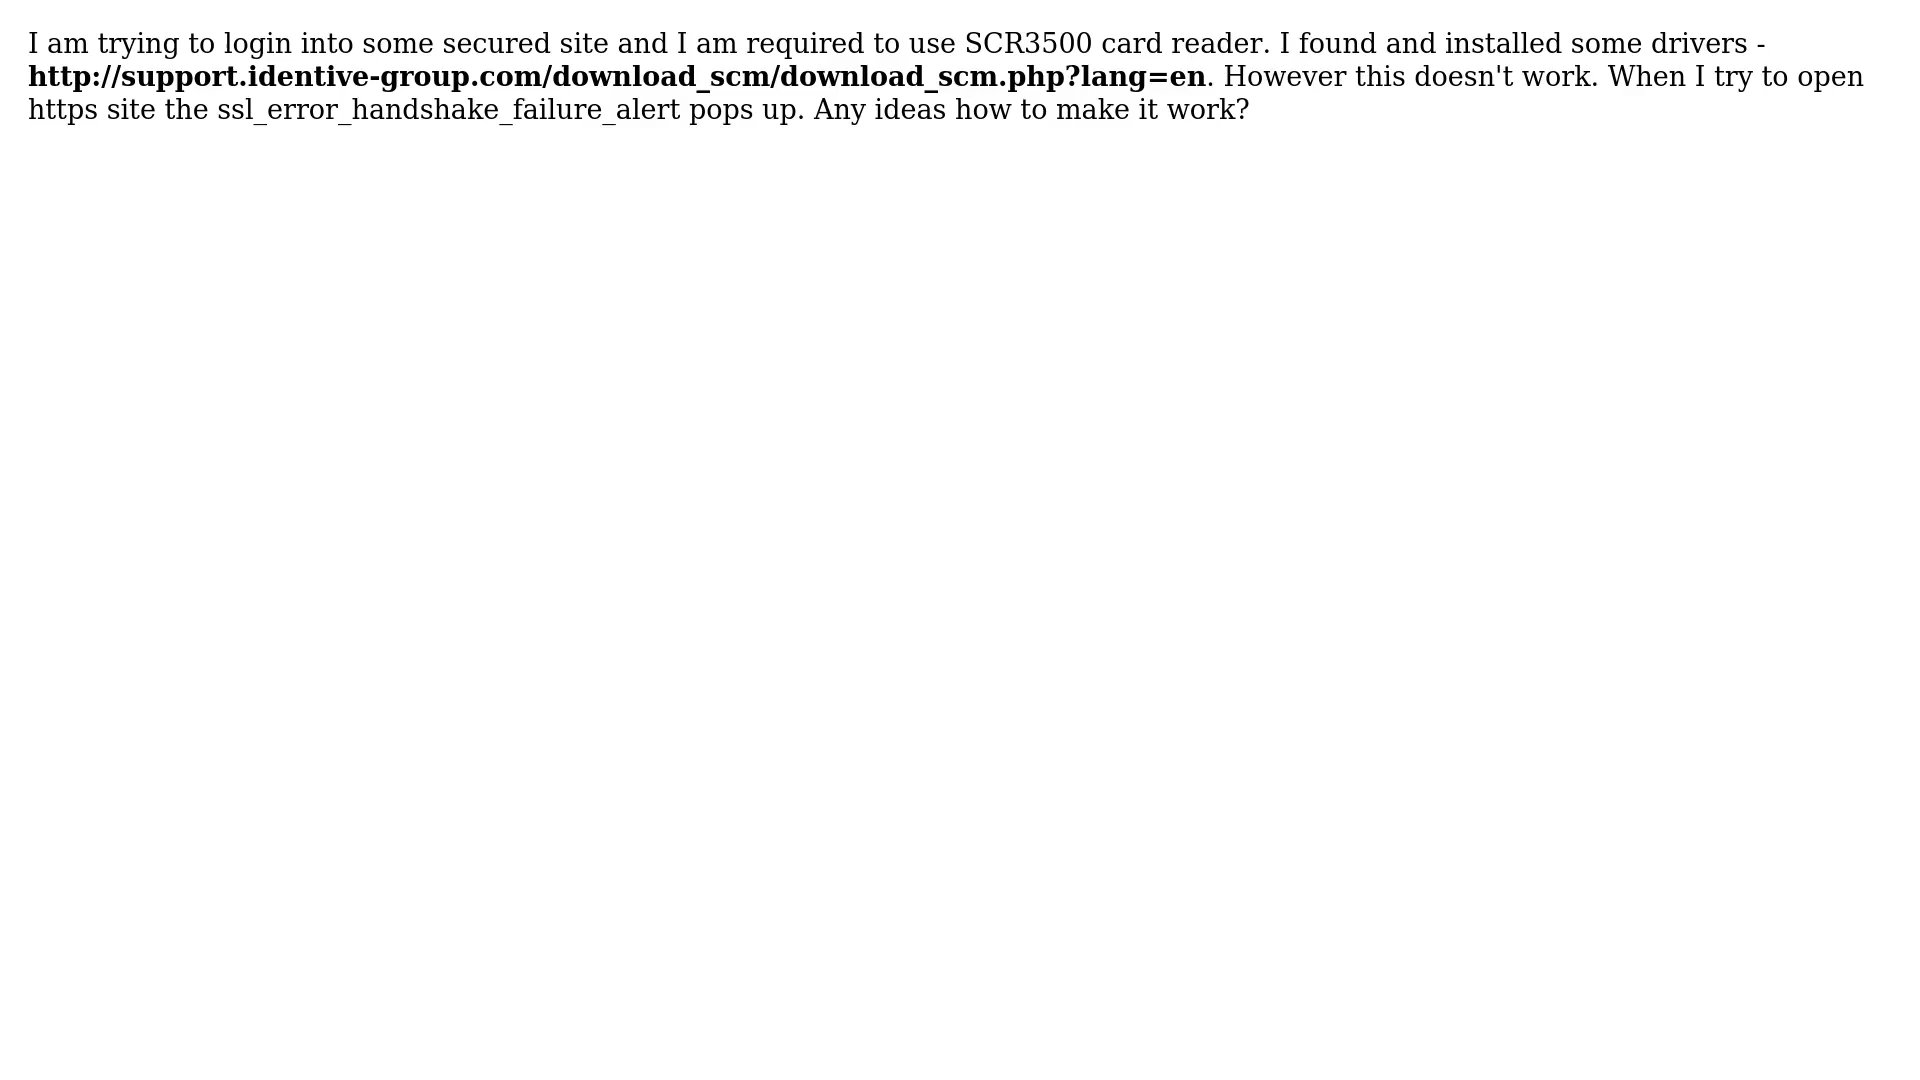 I am trying to login into some secured site and I am required to use SCR3500 card reader. I found and installed some drivers -
http://support.identive-group.com/download_scm/download_scm.php?lang=en. However this doesn't work. When I try to open
https site the ssl_error_handshake_failure_alert pops up. Any ideas how to make it work?